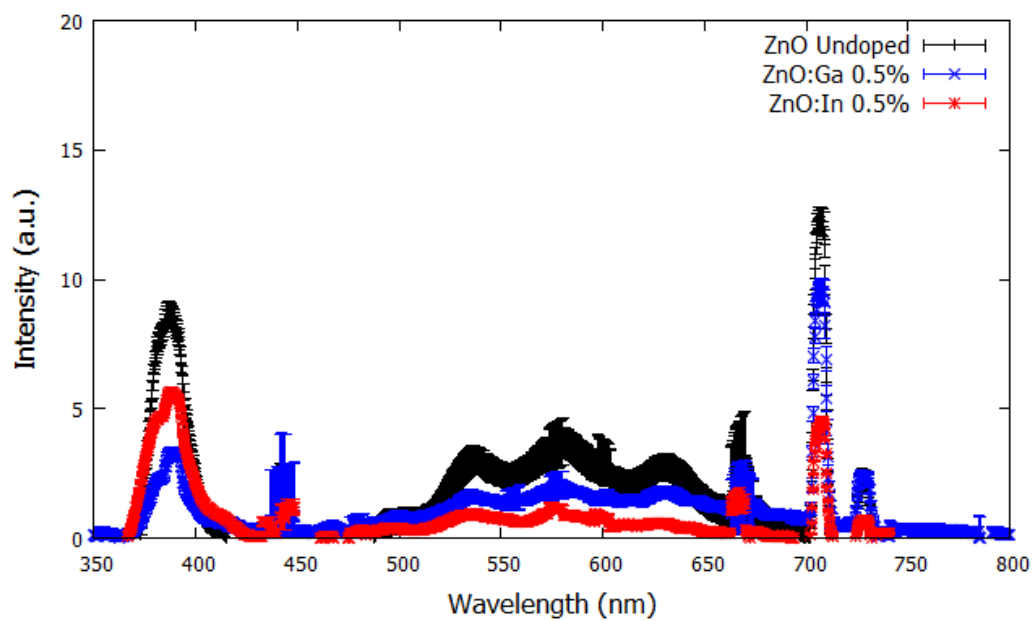 20
15
10
5
0
Intensity (a.u.)
ZnO Undoped
ZnO:Ga 0.5%
ZnO:In 0.5%
350 400 450 500 550 600 650 700 750 800
Wavelength (nm)